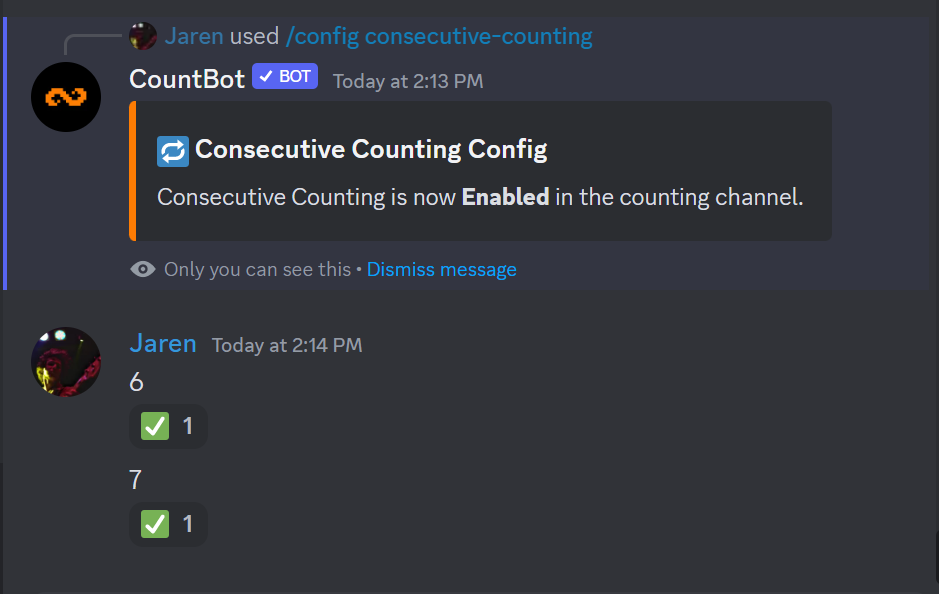 Jaren used /config consecutive-counting
CountBot ✓ BOT Today at 2:13 PM
Consecutive Counting Config
Consecutive Counting is now Enabled in the counting channel.
Only you can see this • Dismiss message
Jaren Today at 2:14 PM
6
1
7
1